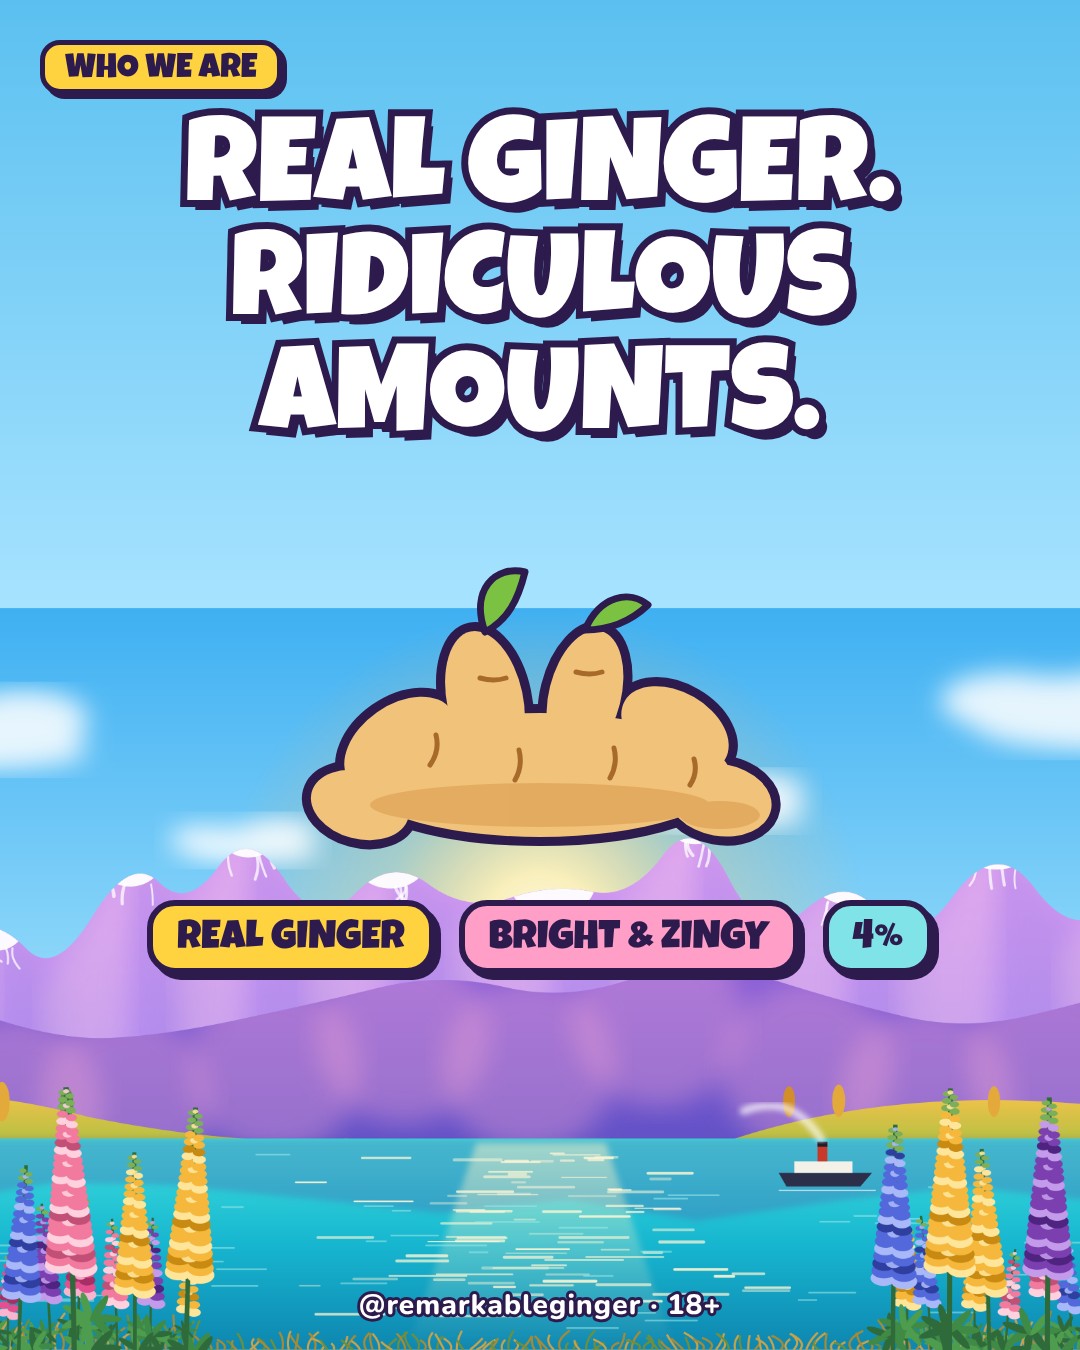 WHO WE ARE
REAL GINGER.
RIDICULOUS
AMOUNTS.
REAL GINGER
BRIGHT & ZINGY
4%
@remarkableginger · 18+